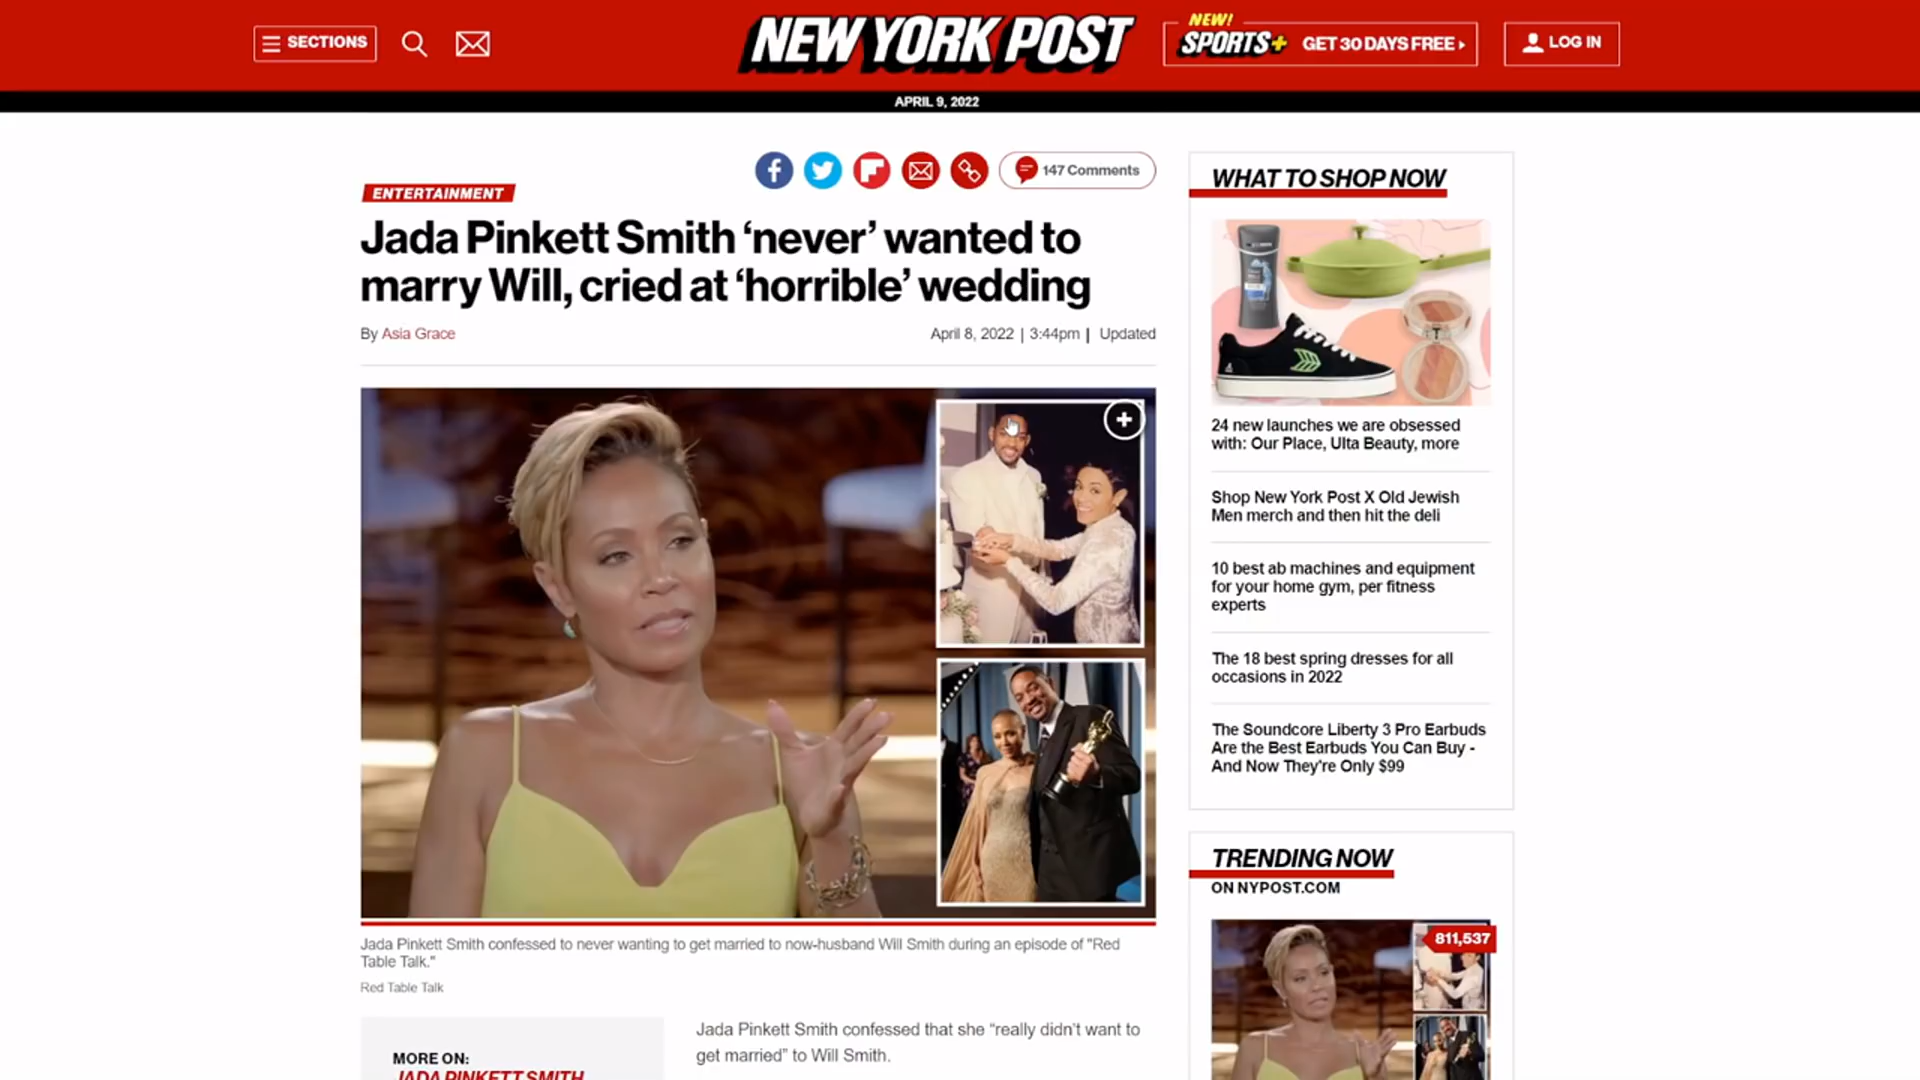 SECTIONS
NEW YORK POST
NEW!
SPORTS+ GET 30 DAYS FREE
LOG IN
APRIL 9, 2022
147 Comments
ENTERTAINMENT
Jada Pinkett Smith ‘never’ wanted to
marry Will, cried at ‘horrible’ wedding
By Asia Grace
April 8, 2022 | 3:44pm | Updated
Jada Pinkett Smith confessed to never wanting to get married to now-husband Will Smith during an episode of "Red
Table Talk."
Red Table Talk
MORE ON:
JADA PINKETT SMITH
Jada Pinkett Smith confessed that she “really didn’t want to
get married” to Will Smith.
WHAT TO SHOP NOW
24 new launches we are obsessed
with: Our Place, Ulta Beauty, more
Shop New York Post X Old Jewish
Men merch and then hit the deli
10 best ab machines and equipment
for your home gym, per fitness
experts
The 18 best spring dresses for all
occasions in 2022
The Soundcore Liberty 3 Pro Earbuds
Are the Best Earbuds You Can Buy -
And Now They're Only $99
TRENDING NOW
ON NYPOST.COM
811,537